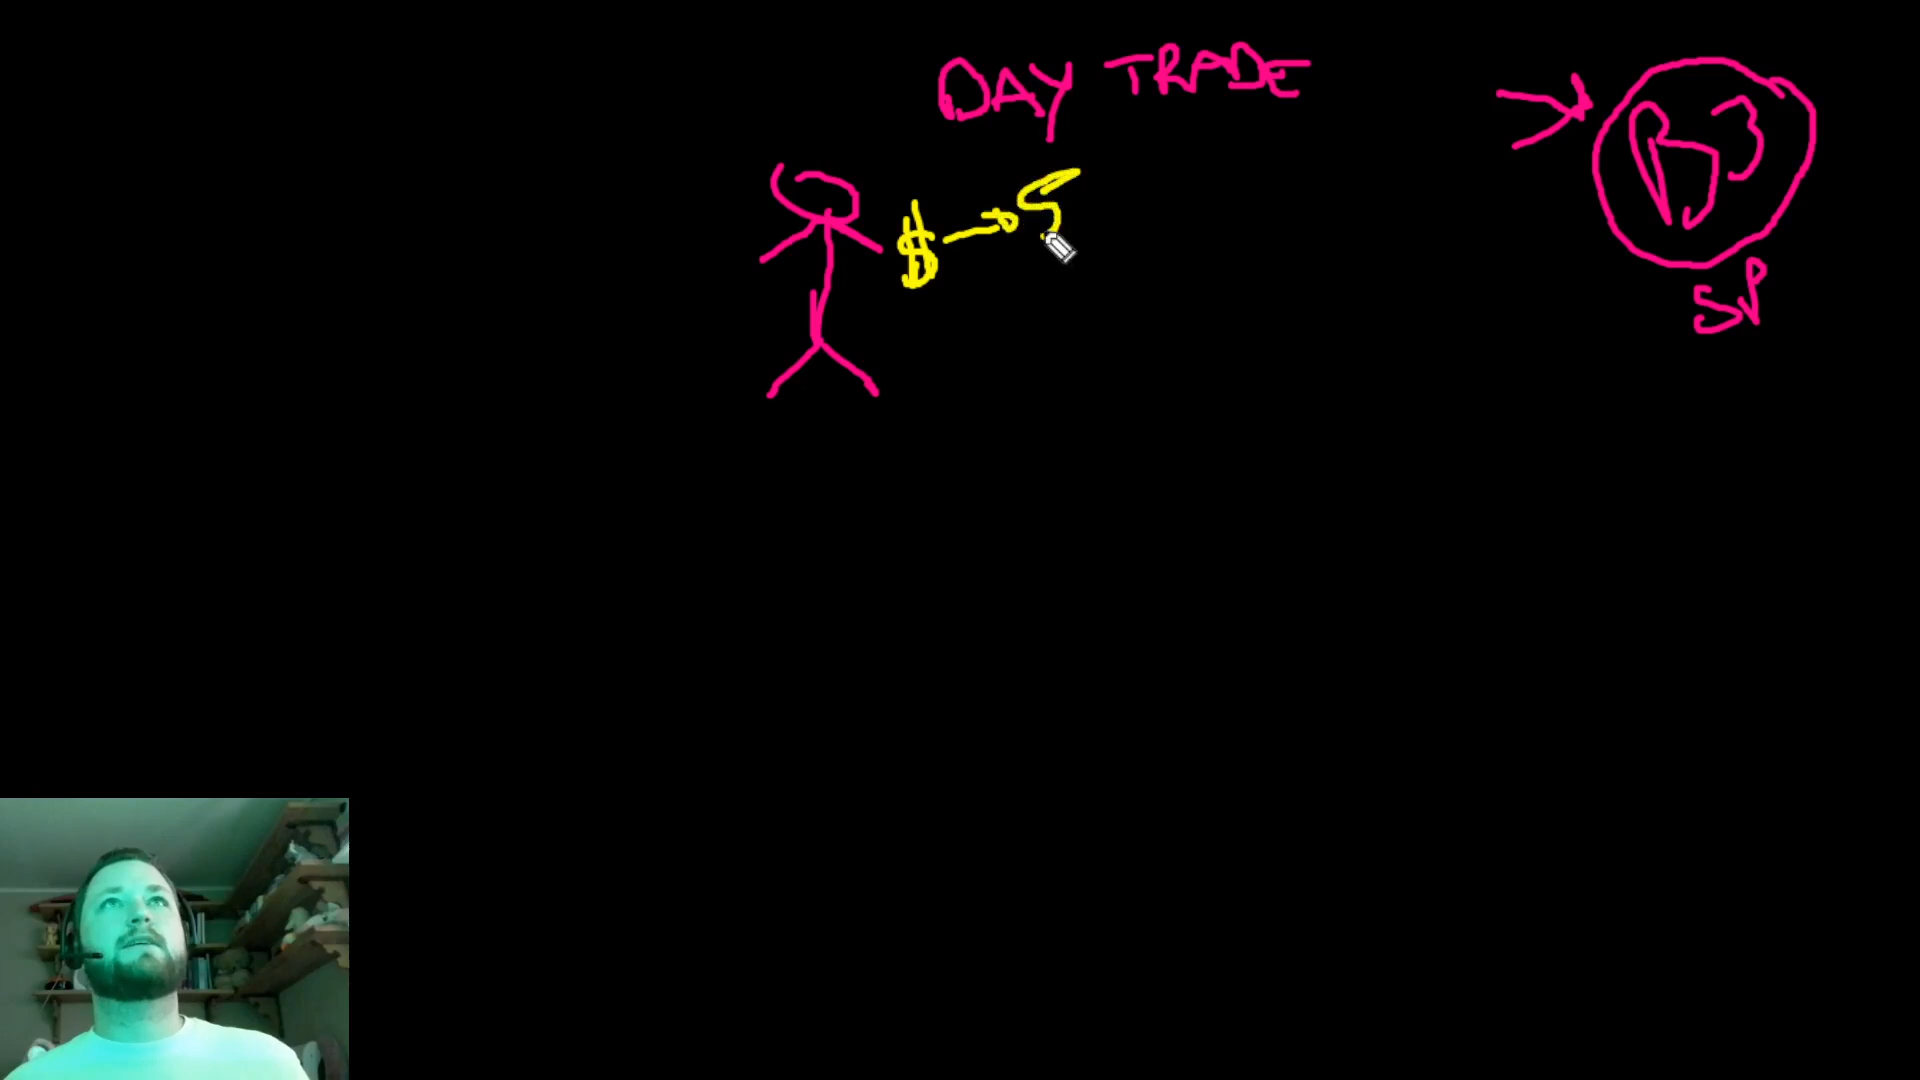 DAY TRADE
B3
SP
$ → S